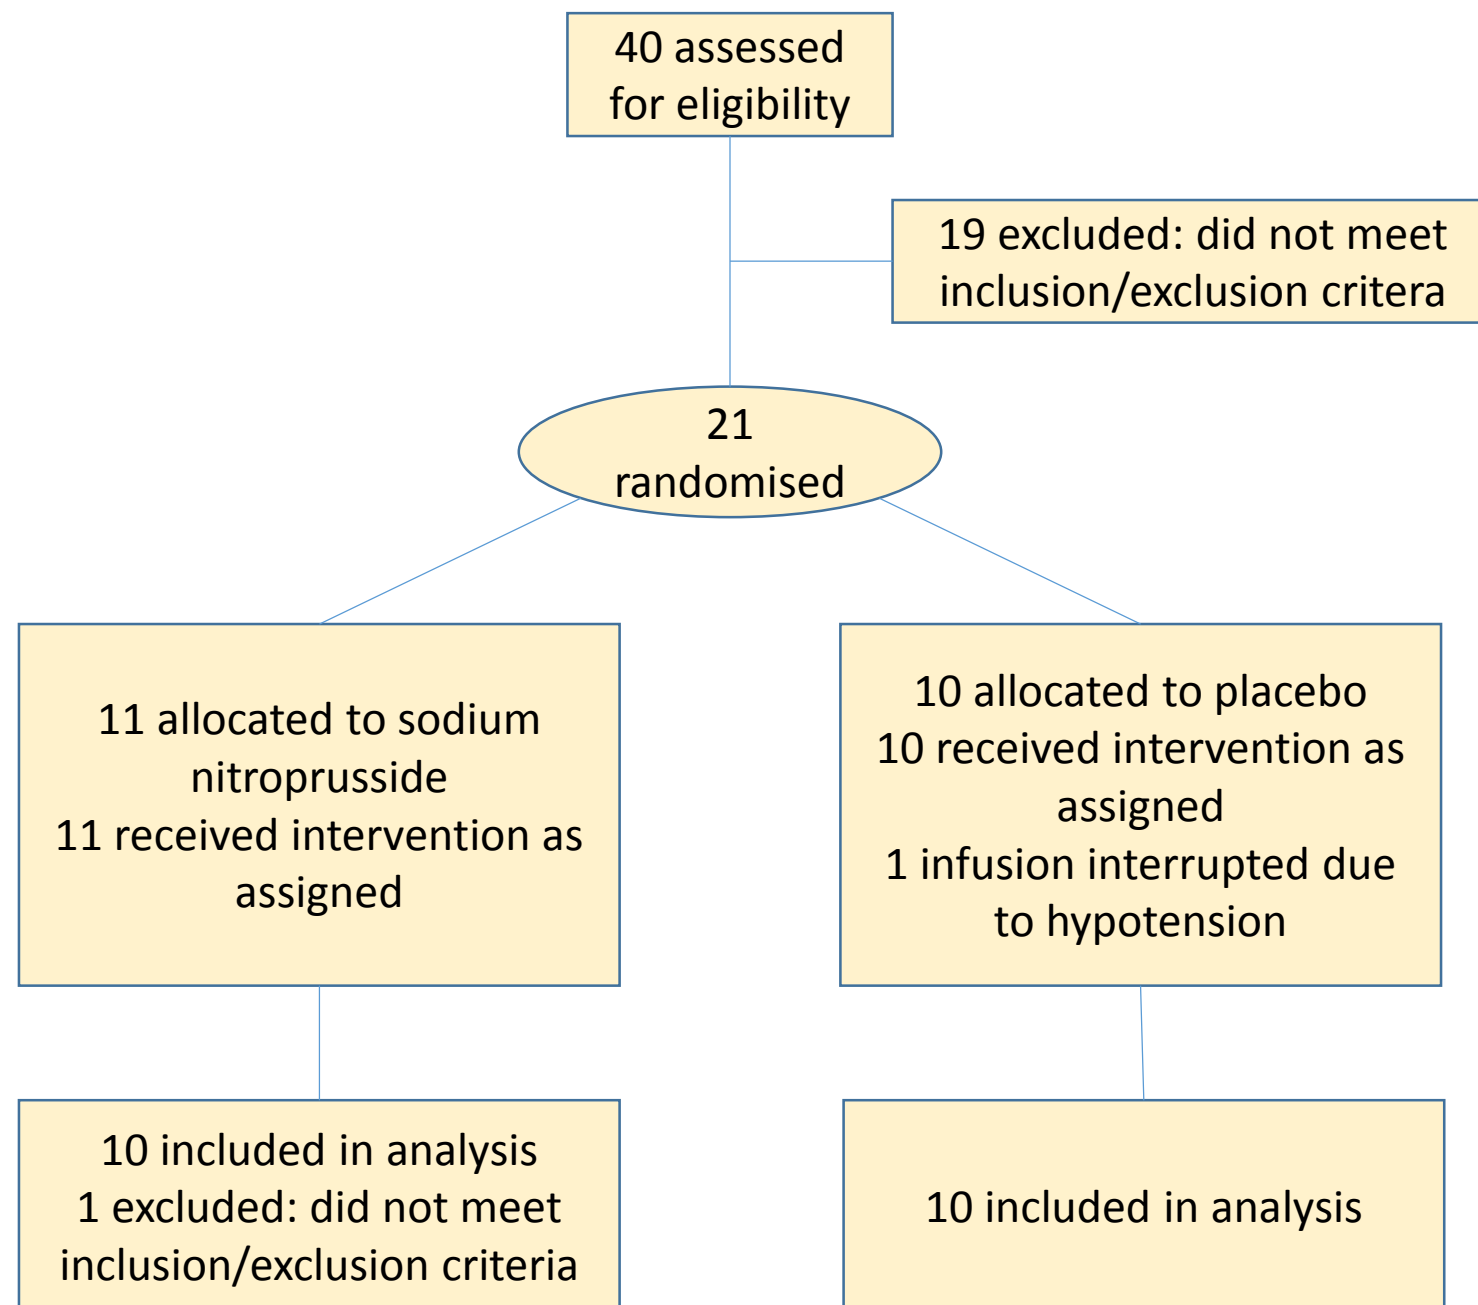 40 assessed
for eligibility
19 excluded: did not meet
inclusion/exclusion critera
21
randomised
11 allocated to sodium
nitroprusside
11 received intervention as
assigned
10 allocated to placebo
10 received intervention as
assigned
1 infusion interrupted due
to hypotension
10 included in analysis
1 excluded: did not meet
inclusion/exclusion criteria
10 included in analysis